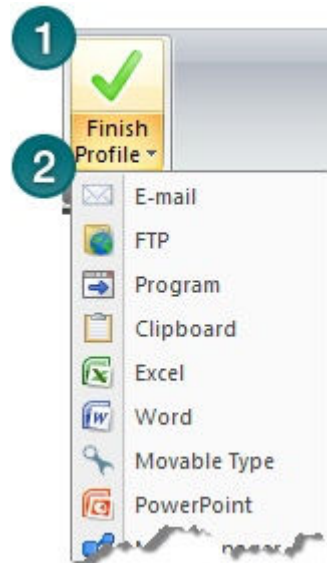 1
Finish
Profile
2
E-mail
FTP
Program
Clipboard
Excel
Word
Movable Type
PowerPoint